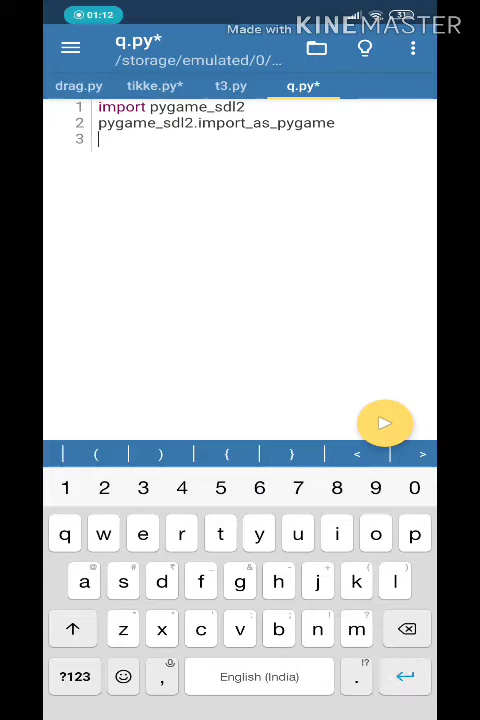 01:12
31
Made with KINEMASTER
q.py*
/storage/emulated/0/...
drag.py tikke.py* t3.py q.py*
1 import pygame_sdl2
2 pygame_sdl2.import_as_pygame
3
( ) { } < >
1 2 3 4 5 6 7 8 9 0
q w e r t y u i o p
@ # ₹ _ & - + ( )
a s d f g h j k l
* " ' : ; ! ?
z x c v b n m
!?
?123 , English (India) .